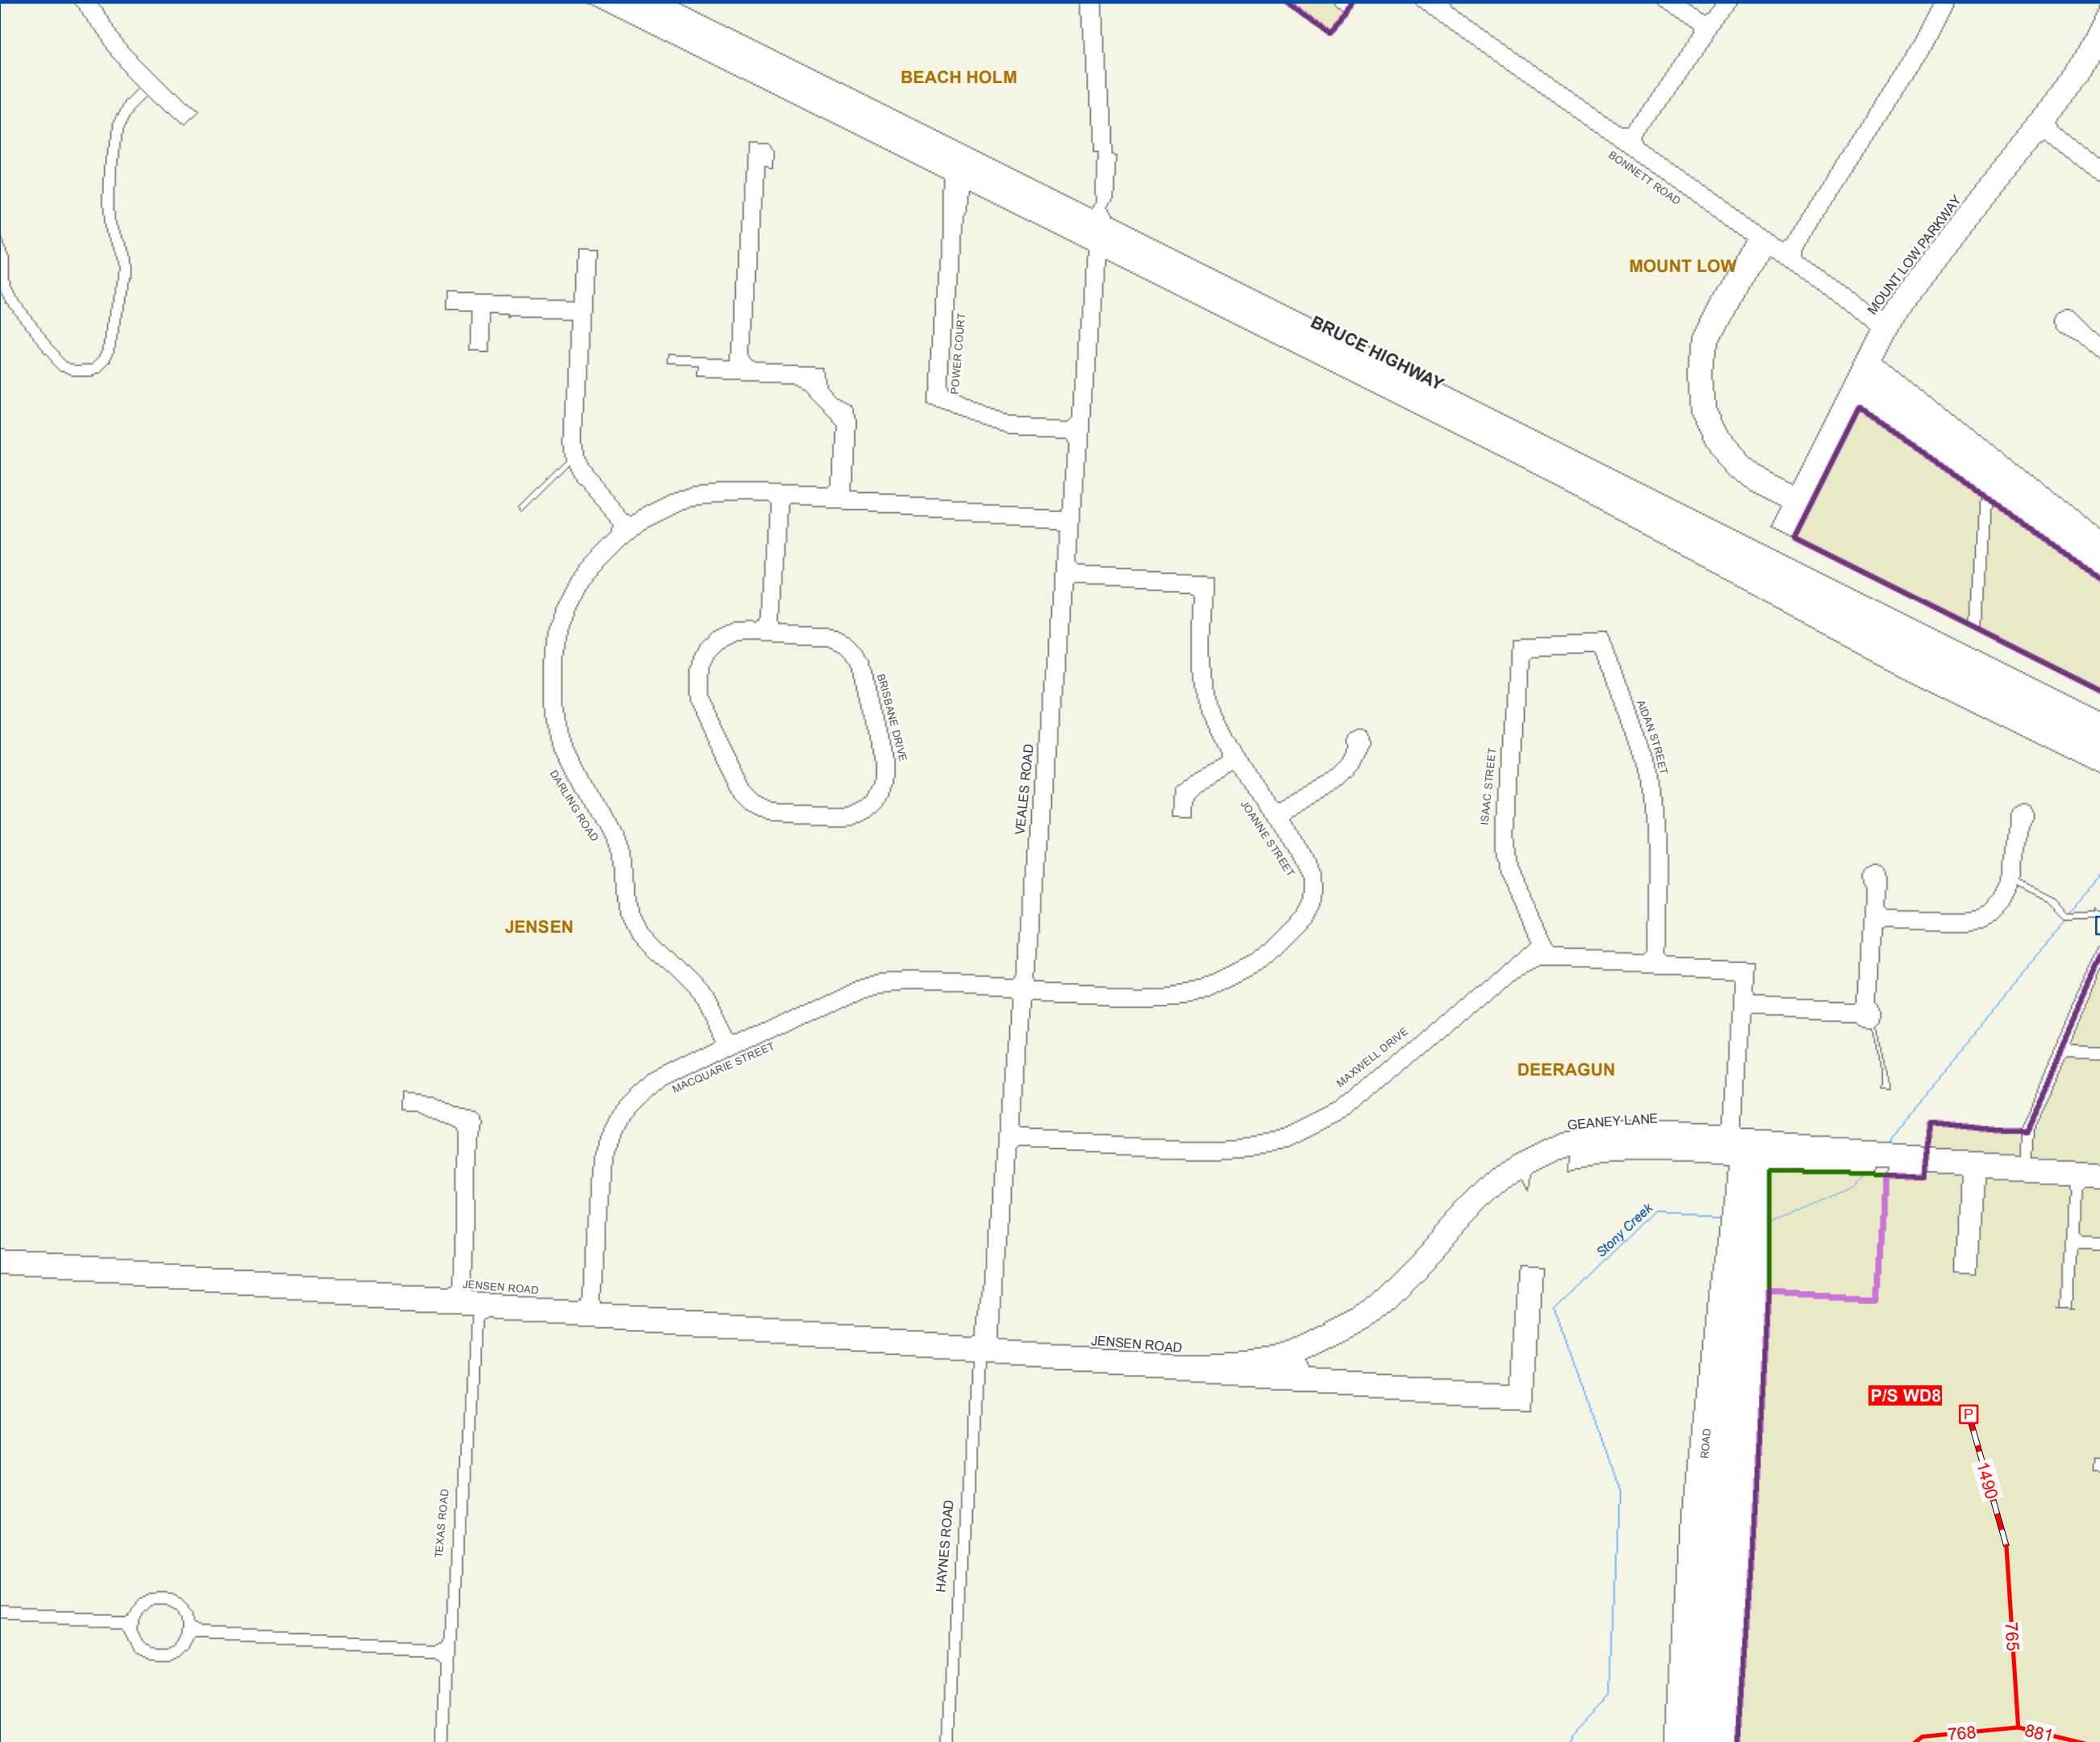 BEACH HOLM
BONNETT ROAD
MOUNT LOW PARKWAY
MOUNT LOW
POWER COURT
BRUCE HIGHWAY
BRISBANE DRIVE
AIDAN STREET
DARLING ROAD
VEALES ROAD
ISAAC STREET
JOANNE STREET
JENSEN
MACQUARIE STREET
MAXWELL DRIVE
DEERAGUN
GEANEY LANE
Stony Creek
JENSEN ROAD
JENSEN ROAD
P/S WD8
P
ROAD
1490
TEXAS ROAD
HAYNES ROAD
765
768
881